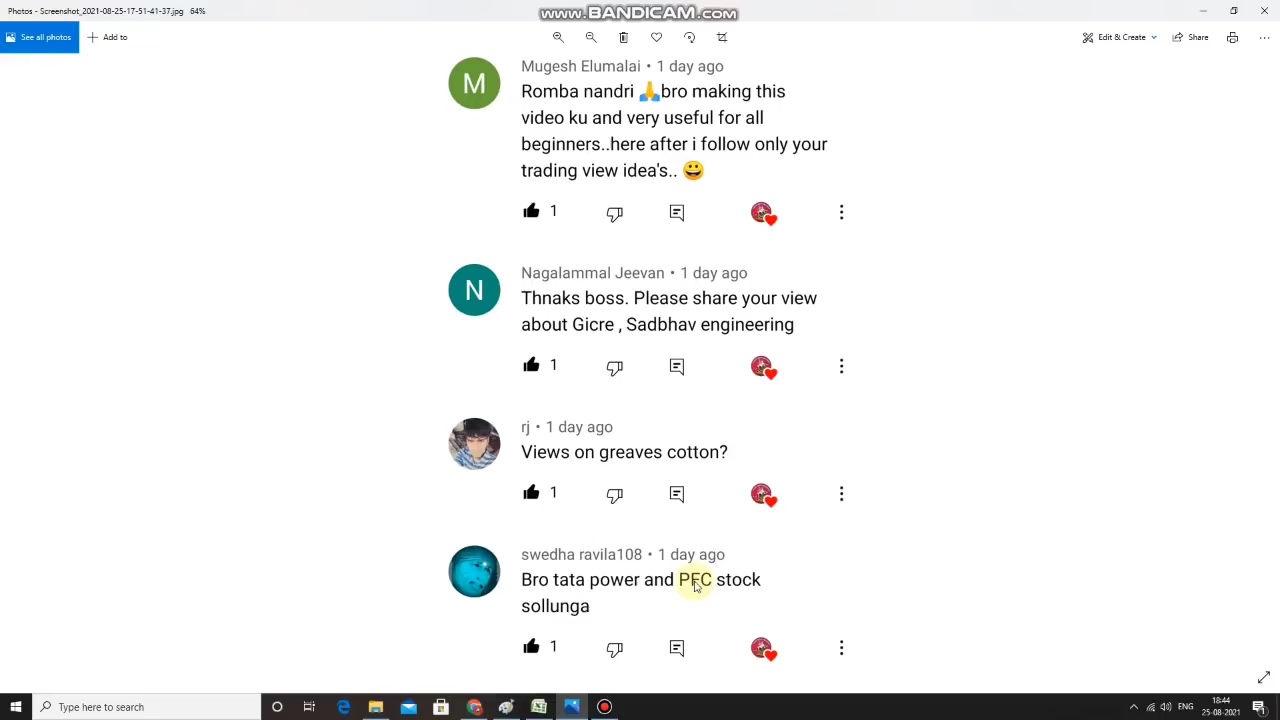 Photos - Screenshot_2021-08-25-17-51-41-37.jpg 64%
www.BANDICAM.com
See all photos
Add to
Edit & Create
Share
M
Mugesh Elumalai • 1 day ago
Romba nandri 🙏bro making this
video ku and very useful for all
beginners..here after i follow only your
trading view idea's.. 😀
1
N
Nagalammal Jeevan • 1 day ago
Thnaks boss. Please share your view
about Gicre , Sadbhav engineering
1
rj • 1 day ago
Views on greaves cotton?
1
swedha ravila108 • 1 day ago
Bro tata power and PFC stock
sollunga
1
Type here to search
ENG
18:44
25-08-2021